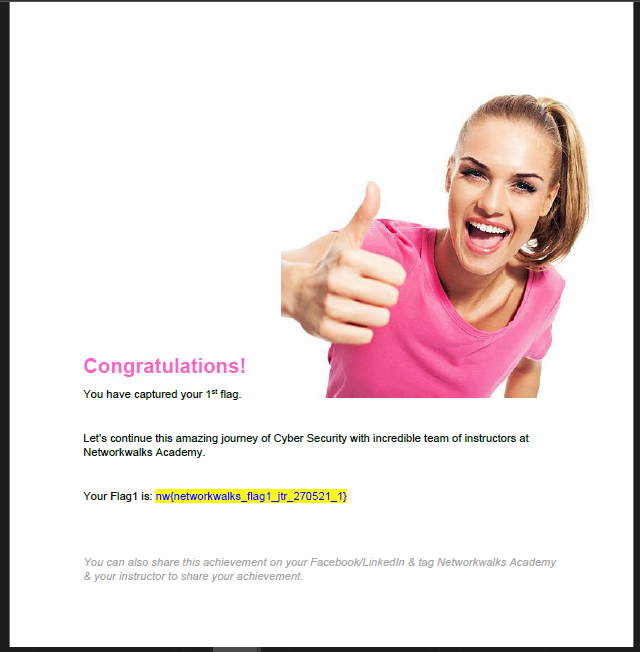 Congratulations!
You have captured your 1st flag.
Let's continue this amazing journey of Cyber Security with incredible team of instructors at
Networkwalks Academy.
Your Flag1 is: nw{networkwalks_flag1_jtr_270521_1}
You can also share this achievement on your Facebook/LinkedIn & tag Networkwalks Academy
& your instructor to share your achievement.